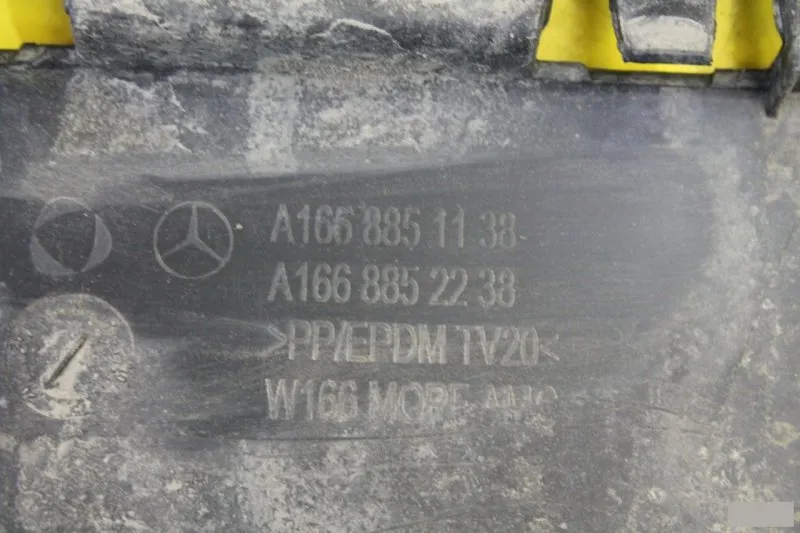 A166 885 11 38
A166 885 22 38
>PP/EPDM TV20<
W166 MOPF